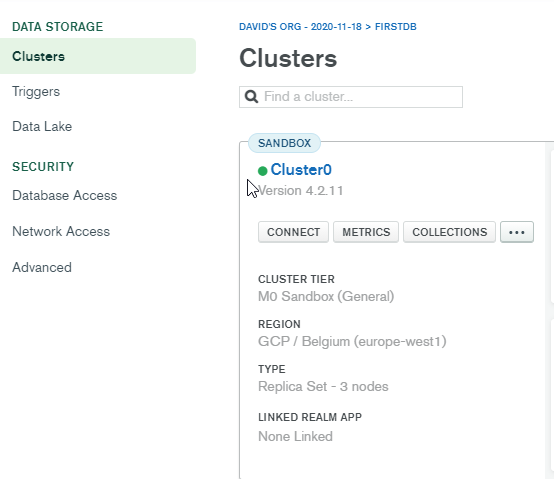 DATA STORAGE
Clusters
Triggers
Data Lake
SECURITY
Database Access
Network Access
Advanced
DAVID'S ORG - 2020-11-18 > FIRSTDB
Clusters
Find a cluster...
SANDBOX
Cluster0
Version 4.2.11
CONNECT METRICS COLLECTIONS ...
CLUSTER TIER
M0 Sandbox (General)
REGION
GCP / Belgium (europe-west1)
TYPE
Replica Set - 3 nodes
LINKED REALM APP
None Linked